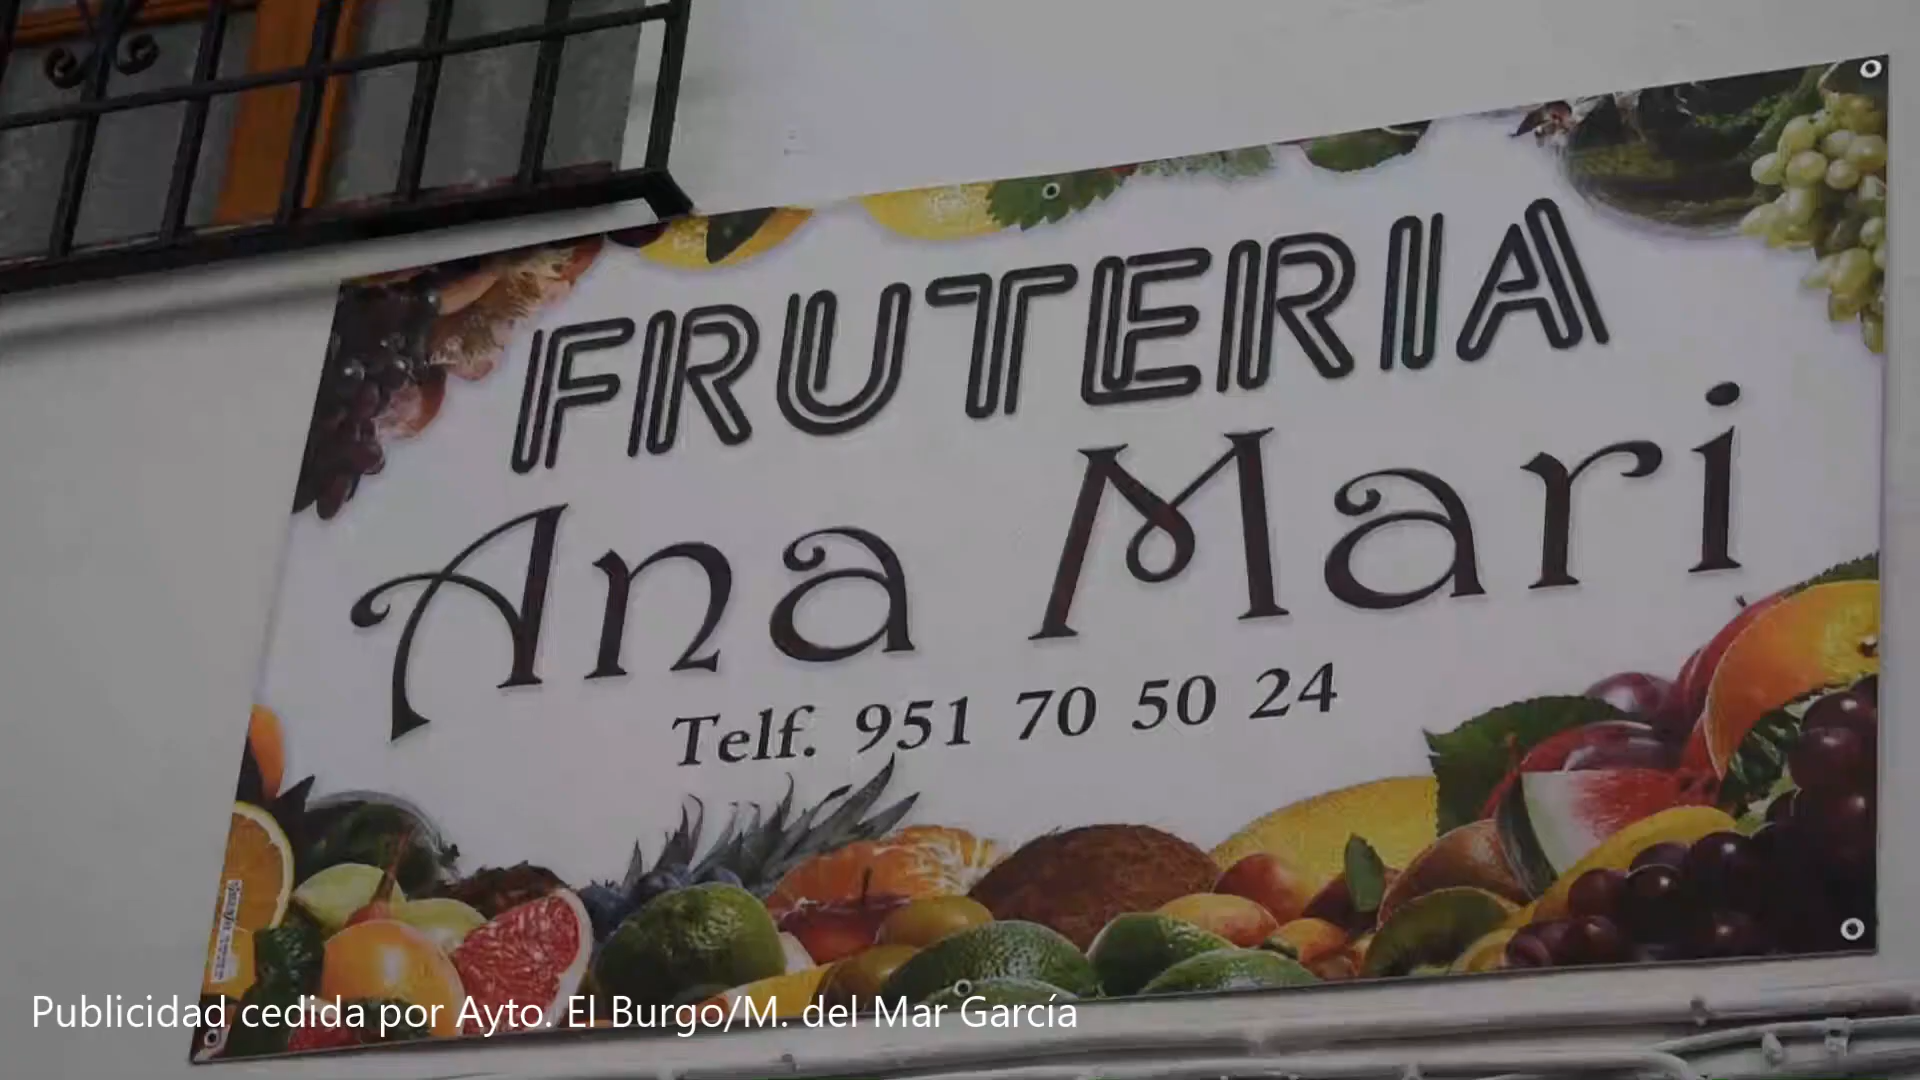 FRUTERIA
Ana Mari
Telf. 951 70 50 24
Publicidad cedida por Ayto. El Burgo/M. del Mar García